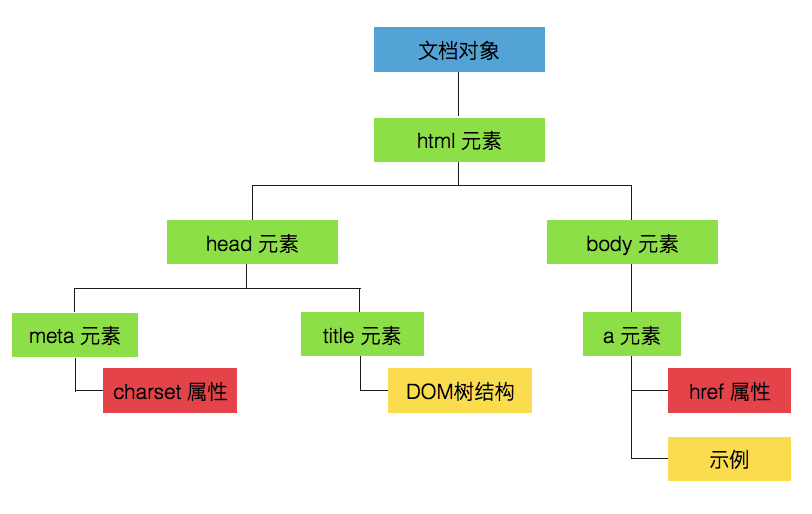 文档对象
html 元素
head 元素
body 元素
meta 元素
title 元素
a 元素
charset 属性
DOM树结构
href 属性
示例